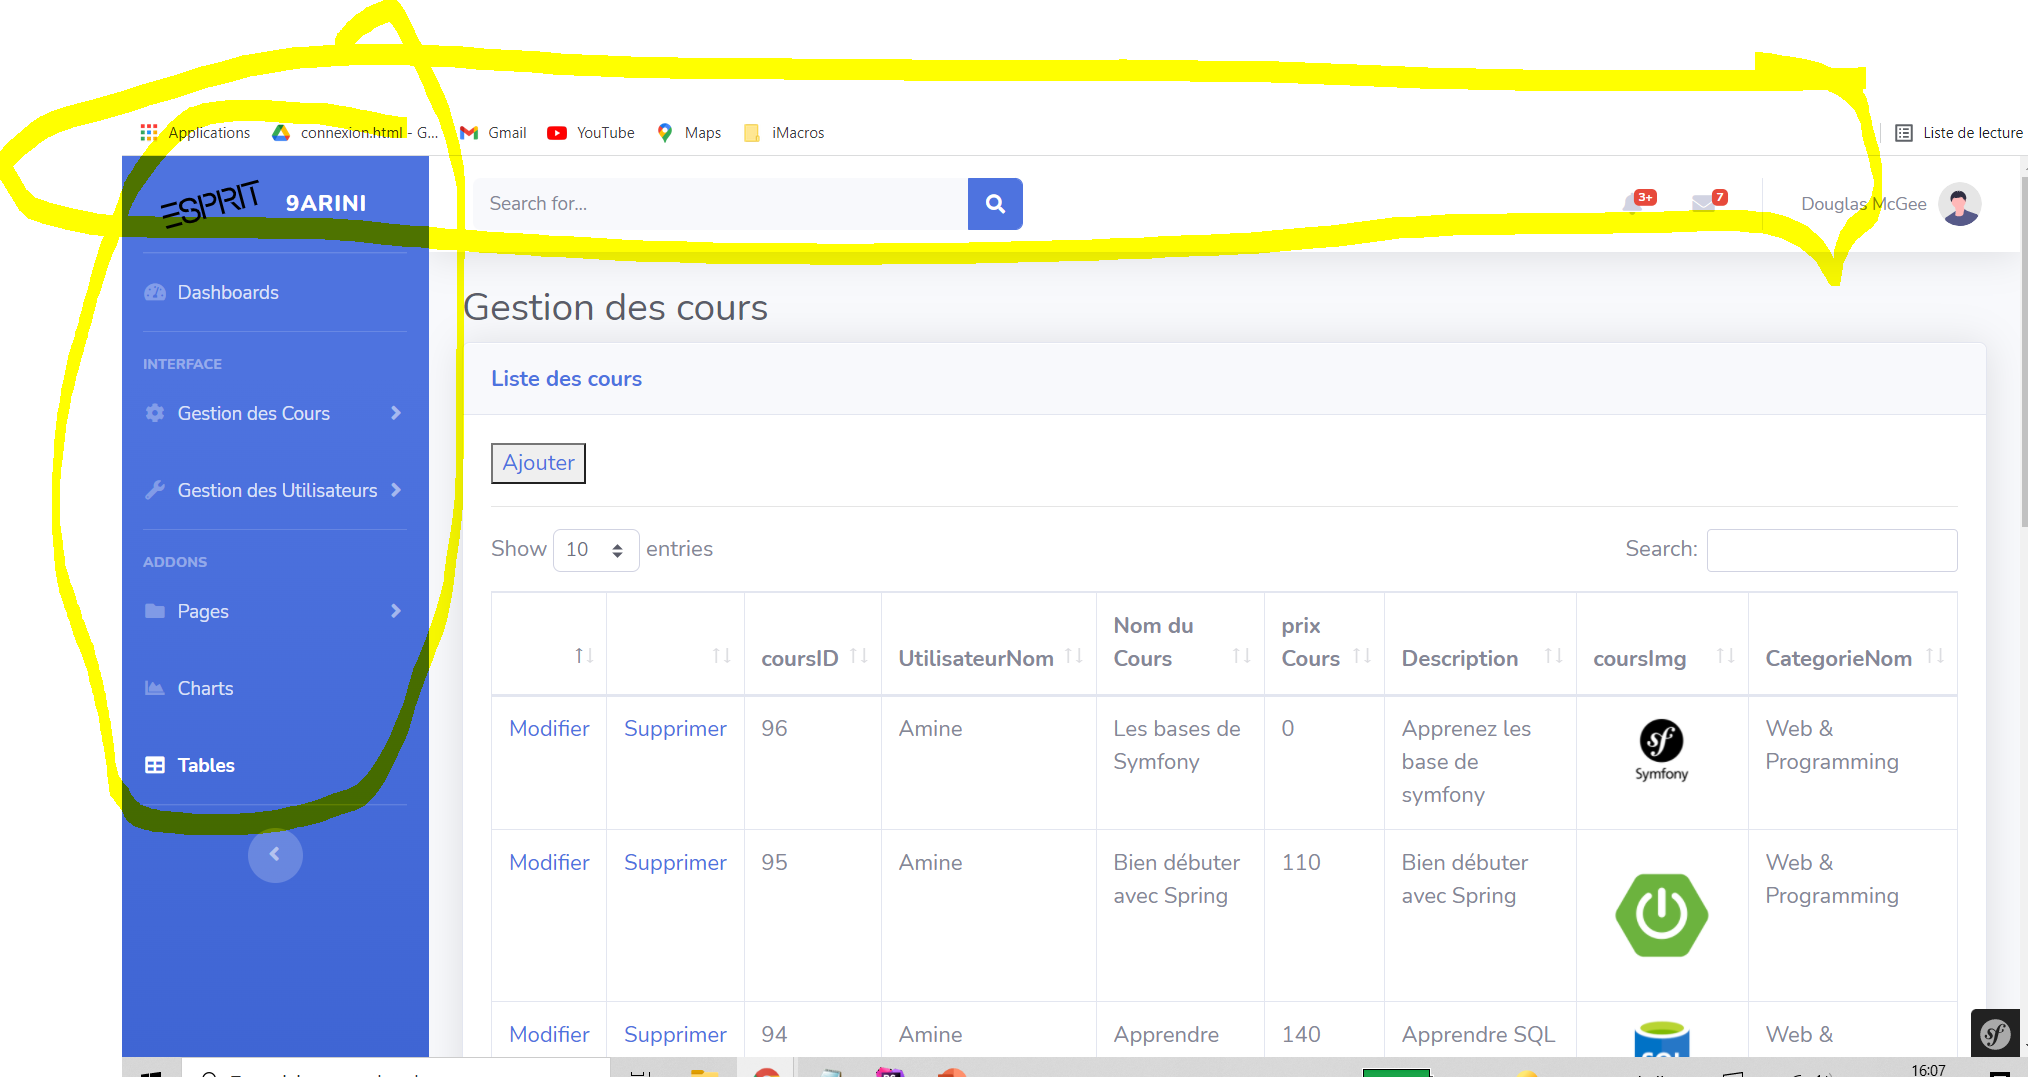 Applications connexion.html - G... Gmail YouTube Maps iMacros Liste de lecture
ESPRIT 9ARINI
Search for...
3+ 7 Douglas McGee
Dashboards
INTERFACE
Gestion des Cours
Gestion des Utilisateurs
ADDONS
Pages
Charts
Tables
Gestion des cours
Liste des cours
Ajouter
Show 10 entries Search:
coursID UtilisateurNom Nom du Cours prix Cours Description coursImg CategorieNom
Modifier Supprimer 96 Amine Les bases de Symfony 0 Apprenez les base de symfony sf Symfony Web & Programming
Modifier Supprimer 95 Amine Bien débuter avec Spring 110 Bien débuter avec Spring Web & Programming
Modifier Supprimer 94 Amine Apprendre 140 Apprendre SQL SQL Web &
sf
16:07